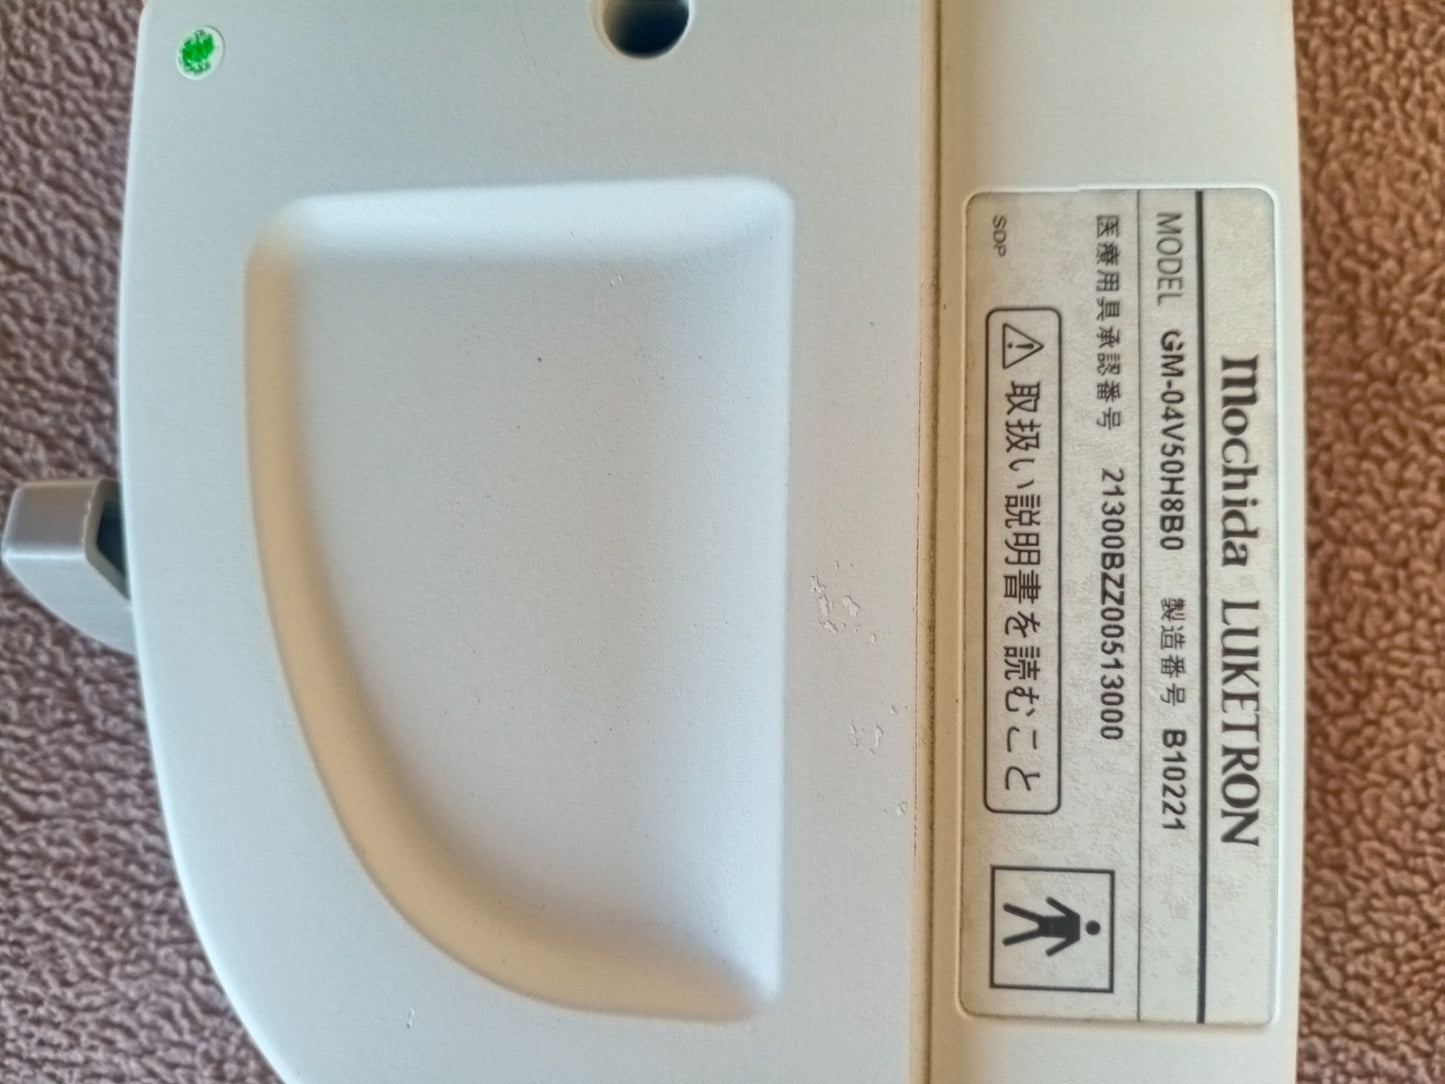 mochida LUKETRON
MODEL GM-04V50H8B0 製造番号 B10221
医療用具承認番号 21300BZZ00513000
取扱い説明書を読むこと
SDP